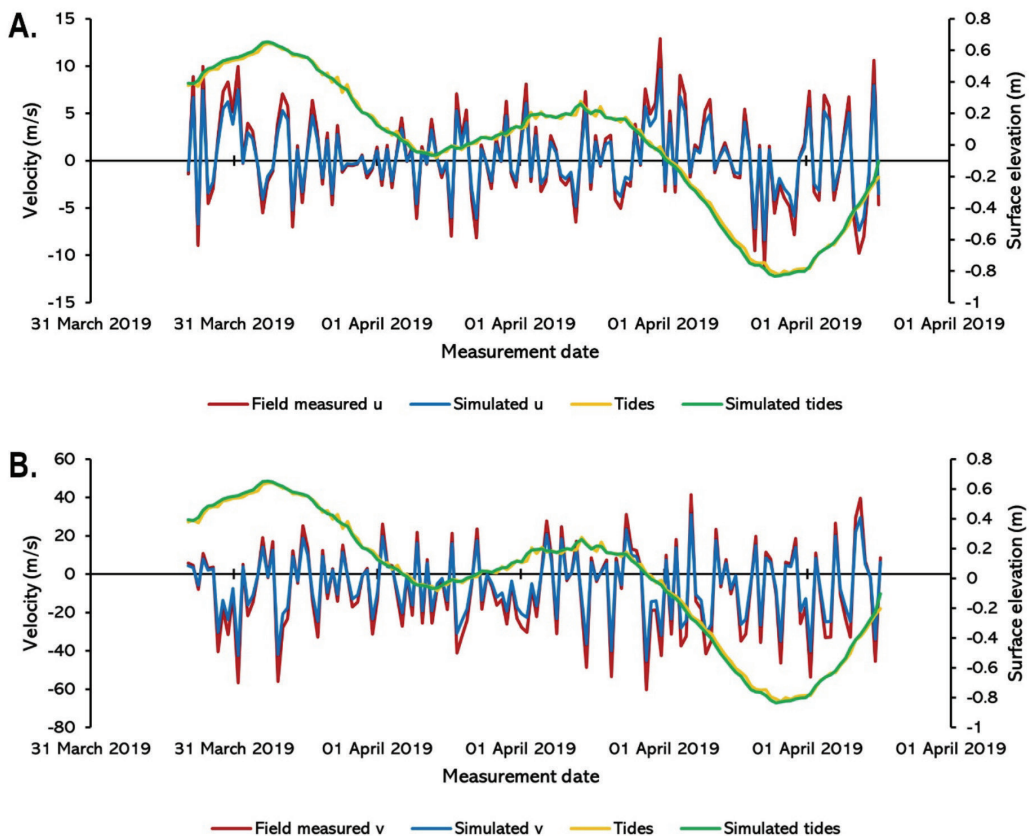 A.
15
10
5
0
-5
-10
-15
Velocity (m/s)
0.8
0.6
0.4
0.2
0
-0.2
-0.4
-0.6
-0.8
-1
Surface elevation (m)
31 March 2019 31 March 2019 01 April 2019 01 April 2019 01 April 2019 01 April 2019 01 April 2019
Measurement date
Field measured u Simulated u Tides Simulated tides
B.
60
40
20
0
-20
-40
-60
-80
Velocity (m/s)
0.8
0.6
0.4
0.2
0
-0.2
-0.4
-0.6
-0.8
-1
Surface elevation (m)
31 March 2019 31 March 2019 01 April 2019 01 April 2019 01 April 2019 01 April 2019 01 April 2019
Measurement date
Field measured v Simulated v Tides Simulated tides